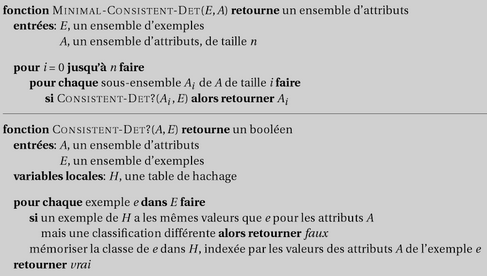 fonction MINIMAL-CONSISTENT-DET(E, A) retourne un ensemble d'attributs
entrées: E, un ensemble d'exemples
A, un ensemble d'attributs, de taille n
pour i = 0 jusqu'à n faire
pour chaque sous-ensemble Ai de A de taille i faire
si CONSISTENT-DET?(Ai, E) alors retourner Ai
fonction CONSISTENT-DET?(A, E) retourne un booléen
entrées: A, un ensemble d'attributs
E, un ensemble d'exemples
variables locales: H, une table de hachage
pour chaque exemple e dans E faire
si un exemple de H a les mêmes valeurs que e pour les attributs A
mais une classification différente alors retourner faux
mémoriser la classe de e dans H, indexée par les valeurs des attributs A de l'exemple e
retourner vrai